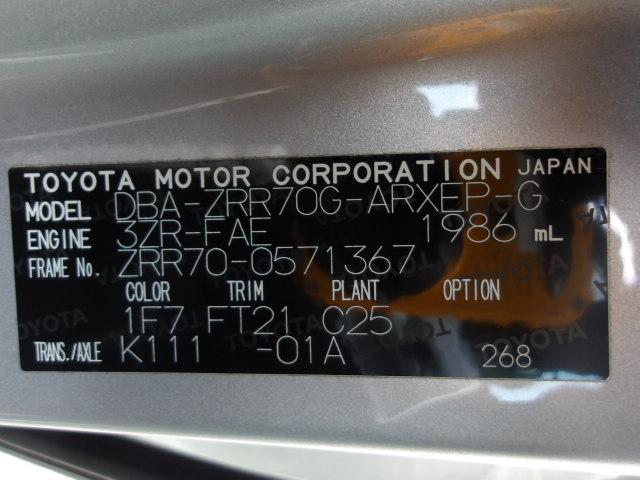 TOYOTA MOTOR CORPORATION JAPAN
MODEL DBA-ZRR70G-ARXEP-G
ENGINE 3ZR-FAE 1986 mL
FRAME No. ZRR70-0571367
COLOR TRIM PLANT OPTION
1F7 FT21 C25
TRANS./AXLE K111 -01A 268